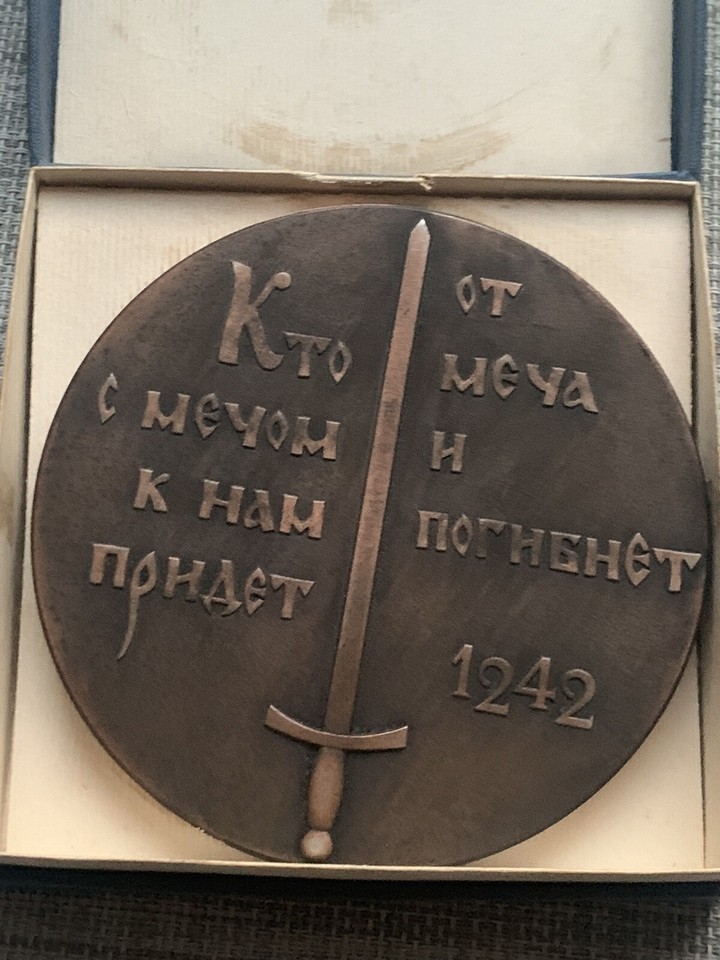 Кто
с мечом
к нам
придет
от
меча
и
погибнет
1242